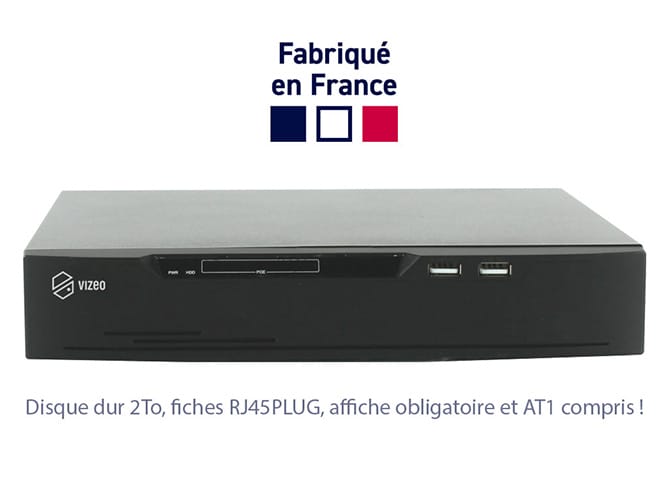 Fabriqué
en France
VIZEO
PWR HDD POE
Disque dur 2To, fiches RJ45PLUG, affiche obligatoire et AT1 compris !